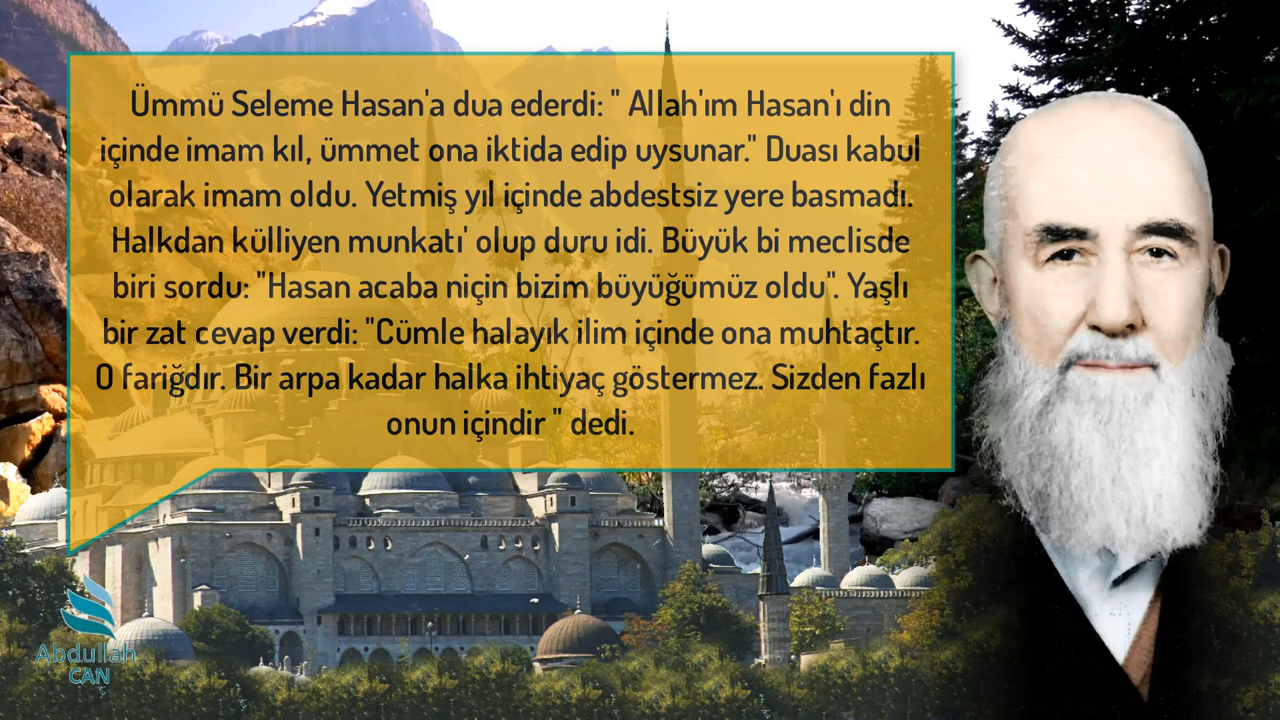 Ümmü Seleme Hasan'a dua ederdi: " Allah'ım Hasan'ı din
içinde imam kıl, ümmet ona iktida edip uysunar." Duası kabul
olarak imam oldu. Yetmiş yıl içinde abdestsiz yere basmadı.
Halkdan külliyen munkatı' olup duru idi. Büyük bi meclisde
biri sordu: "Hasan acaba niçin bizim büyüğümüz oldu". Yaşlı
bir zat cevap verdi: "Cümle halayık ilim içinde ona muhtaçtır.
O fariğdır. Bir arpa kadar halka ihtiyaç göstermez. Sizden fazlı
onun içindir " dedi.
Abdullah
CAN